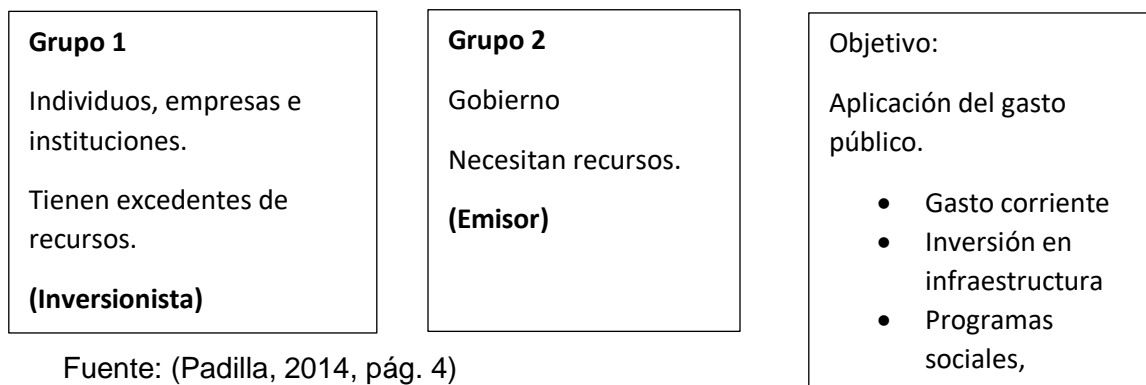 Grupo 1
Individuos, empresas e
instituciones.
Tienen excedentes de
recursos.
(Inversionista)
Grupo 2
Gobierno
Necesitan recursos.
(Emisor)
Objetivo:
Aplicación del gasto
público.
• Gasto corriente
• Inversión en
infraestructura
• Programas
sociales,
Fuente: (Padilla, 2014, pág. 4)